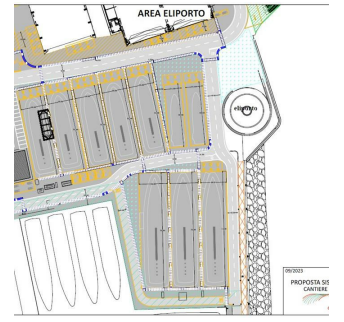 AREA ELIPORTO
eliporto
09/2023
PROPOSTA SIS
CANTIERE